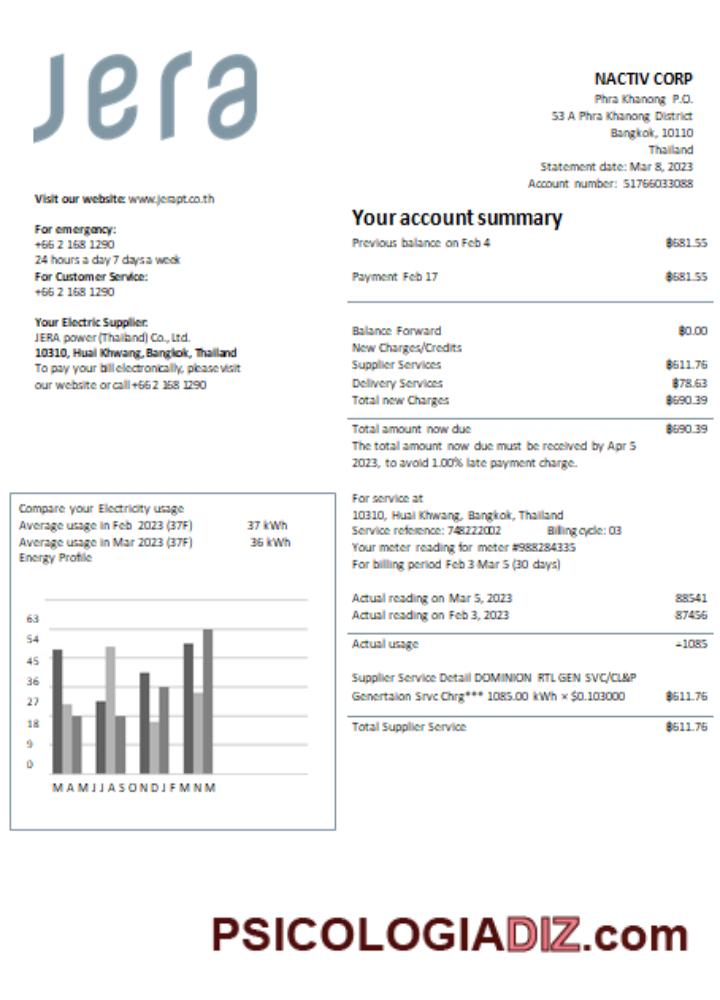 jera
NACTIV CORP
Phra Khanong P.O.
53 A Phra Khanong District
Bangkok, 10110
Thailand
Statement date: Mar 8, 2023
Account number: 51766033088
Visit our website: www.jerapt.co.th
For emergency:
+66 2 168 1290
24 hours a day 7 days a week
For Customer Service:
+66 2 168 1290
Your Electric Supplier:
JERA power (Thailand) Co., Ltd.
10310, Huai Khwang, Bangkok, Thailand
To pay your bill electronically, please visit
our website or call +66 2 168 1290
Your account summary
Previous balance on Feb 4 ฿681.55
Payment Feb 17 ฿681.55
Balance Forward ฿0.00
New Charges/Credits
Supplier Services ฿611.76
Delivery Services ฿78.63
Total new Charges ฿690.39
Total amount now due ฿690.39
The total amount now due must be received by Apr 5
2023, to avoid 1.00% late payment charge.
Compare your Electricity usage
Average usage in Feb 2023 (37F) 37 kWh
Average usage in Mar 2023 (37F) 36 kWh
Energy Profile
63
54
45
36
27
18
9
0
M A M J J A S O N D J F M N M
For service at
10310, Huai Khwang, Bangkok, Thailand
Service reference: 748222002 Billing cycle: 03
Your meter reading for meter #988284335
For billing period Feb 3 Mar 5 (30 days)
Actual reading on Mar 5, 2023 88541
Actual reading on Feb 3, 2023 87456
Actual usage -1085
Supplier Service Detail DOMINION RTL GEN SVC/CL&P
Genertaion Srvc Chrg*** 1085.00 kWh × $0.103000 ฿611.76
Total Supplier Service ฿611.76
PSICOLOGIADIZ.com